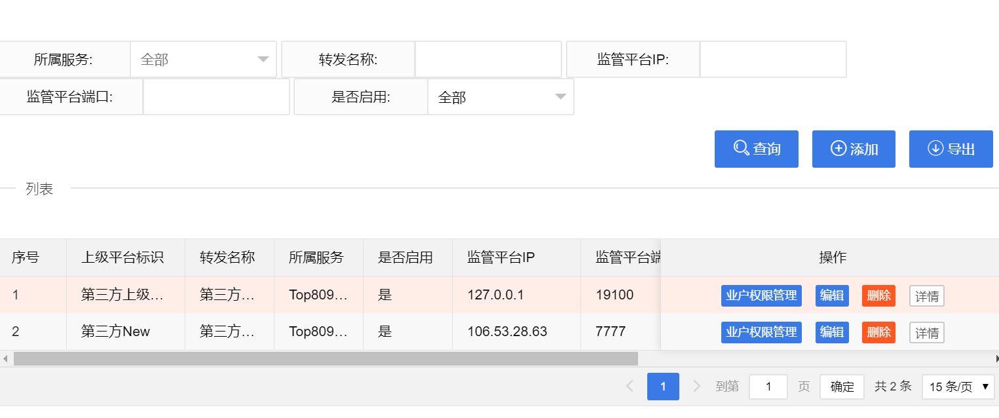 所属服务: 全部 转发名称: 监管平台IP:
监管平台端口: 是否启用: 全部
查询 添加 导出
列表
序号 上级平台标识 转发名称 所属服务 是否启用 监管平台IP 监管平台端 操作
1 第三方上级... 第三方... Top809... 是 127.0.0.1 19100 业户权限管理 编辑 删除 详情
2 第三方New 第三方... Top809... 是 106.53.28.63 7777 业户权限管理 编辑 删除 详情
1 到第 1 页 确定 共 2 条 15 条/页